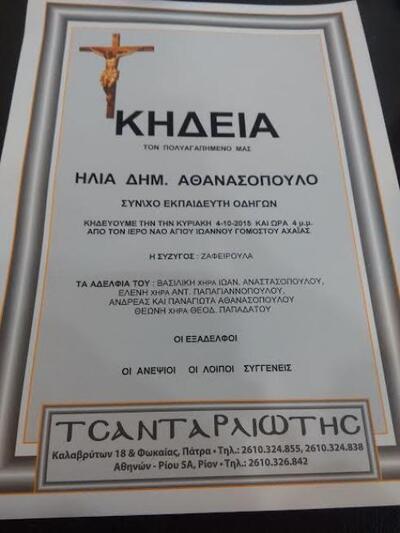 ΚΗΔΕΙΑ
ΤΟΝ ΠΟΛΥΑΓΑΠΗΜΕΝΟ ΜΑΣ
ΗΛΙΑ ΔΗΜ. ΑΘΑΝΑΣΟΠΟΥΛΟ
ΣΥΝ\ΧΟ ΕΚΠΑΙΔΕΥΤΗ ΟΔΗΓΩΝ
ΚΗΔΕΥΟΥΜΕ ΤΗΝ ΤΗΝ ΚΥΡΙΑΚΗ 4-10-2015 ΚΑΙ ΩΡΑ 4 μ.μ.
ΑΠΟ ΤΟΝ ΙΕΡΟ ΝΑΟ ΑΓΙΟΥ ΙΩΑΝΝΟΥ ΓΟΜΟΣΤΟΥ ΑΧΑΪΑΣ
Η ΣΥΖΥΓΟΣ : ΖΑΦΕΙΡΟΥΛΑ
ΤΑ ΑΔΕΛΦΙΑ ΤΟΥ : ΒΑΣΙΛΙΚΗ ΧΗΡΑ ΙΩΑΝ. ΑΝΑΣΤΑΣΟΠΟΥΛΟΥ,
ΕΛΕΝΗ ΧΗΡΑ ΑΝΤ. ΠΑΠΑΓΙΑΝΝΟΠΟΥΛΟΥ,
ΑΝΔΡΕΑΣ ΚΑΙ ΠΑΝΑΓΙΩΤΑ ΑΘΑΝΑΣΟΠΟΥΛΟΥ
ΘΕΩΝΗ ΧΗΡΑ ΘΕΟΔ. ΠΑΠΑΔΑΤΟΥ
ΟΙ ΕΞΑΔΕΛΦΟΙ
ΟΙ ΑΝΕΨΙΟΙ ΟΙ ΛΟΙΠΟΙ ΣΥΓΓΕΝΕΙΣ
ΤΣΑΝΤΑΡΛΙΩΤΗΣ
Καλαβρύτων 18 & Φωκαίας, Πάτρα • Τηλ.: 2610.324.855, 2610.324.838
Αθηνών - Ρίου 5Α, Ρίον • Τηλ.: 2610.326.842